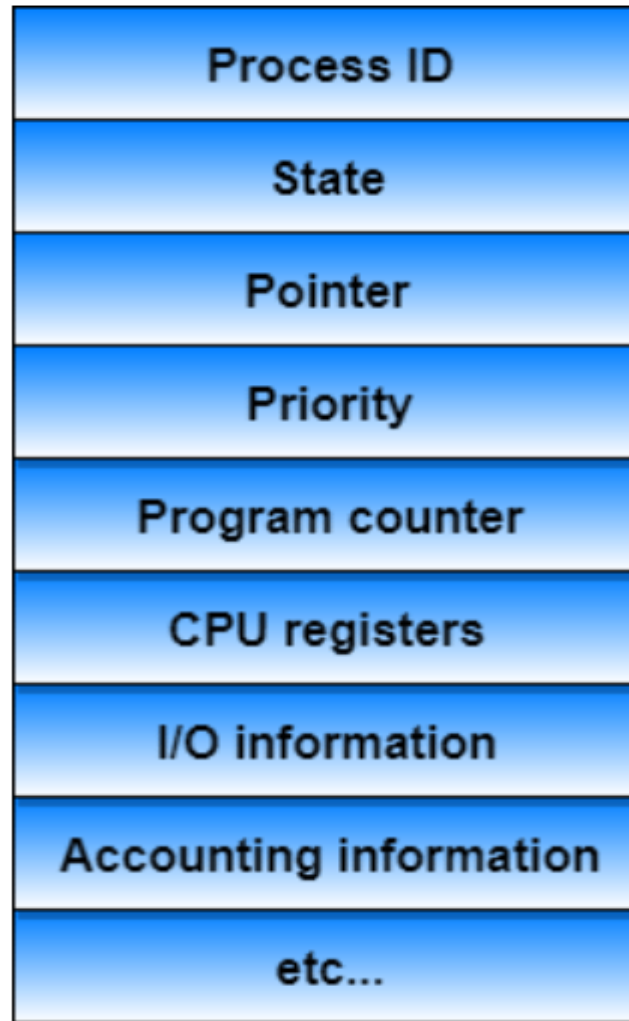 Process ID
State
Pointer
Priority
Program counter
CPU registers
I/O information
Accounting information
etc...